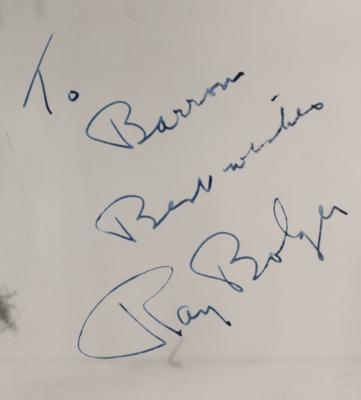 To
Barron
Best wishes
Ray Bolger